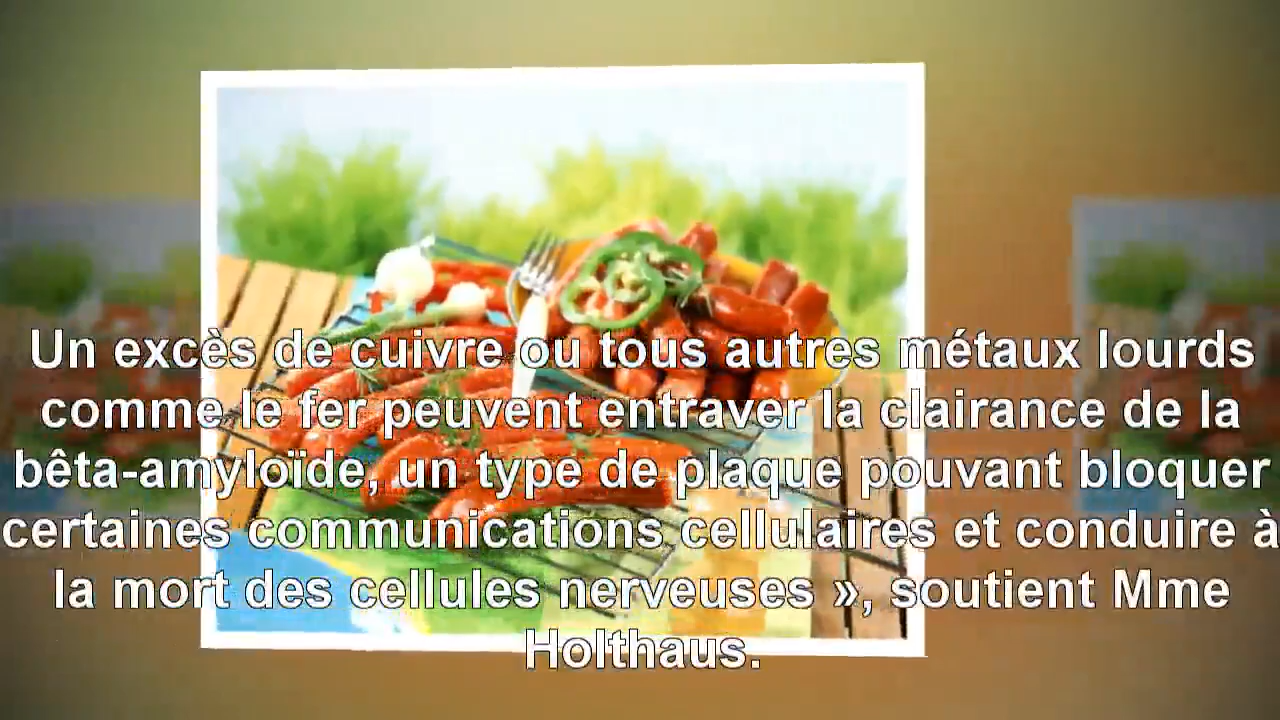 Un excès de cuivre ou tous autres métaux lourds
comme le fer peuvent entraver la clairance de la
bêta-amyloïde, un type de plaque pouvant bloquer
certaines communications cellulaires et conduire à
la mort des cellules nerveuses », soutient Mme
Holthaus.